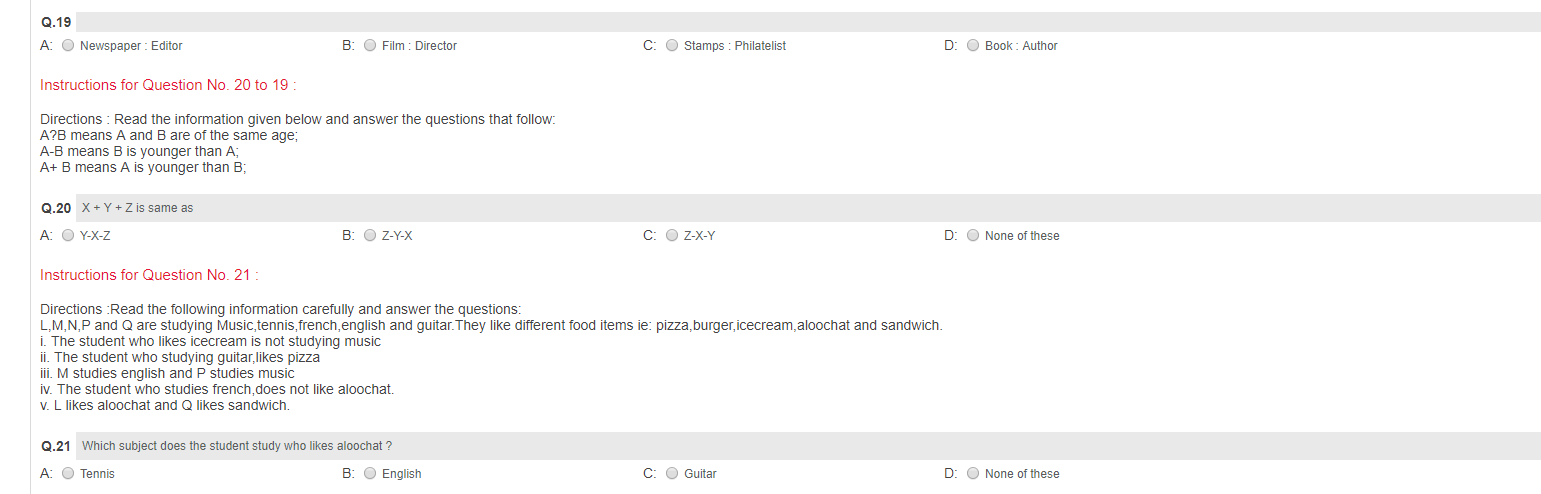 Q.19
A: Newspaper : Editor B: Film : Director C: Stamps : Philatelist D: Book : Author
Instructions for Question No. 20 to 19 :
Directions : Read the information given below and answer the questions that follow:
A?B means A and B are of the same age;
A-B means B is younger than A;
A+ B means A is younger than B;
Q.20 X + Y + Z is same as
A: Y-X-Z B: Z-Y-X C: Z-X-Y D: None of these
Instructions for Question No. 21 :
Directions :Read the following information carefully and answer the questions:
L,M,N,P and Q are studying Music,tennis,french,english and guitar.They like different food items ie: pizza,burger,icecream,aloochat and sandwich.
i. The student who likes icecream is not studying music
ii. The student who studying guitar,likes pizza
iii. M studies english and P studies music
iv. The student who studies french,does not like aloochat.
v. L likes aloochat and Q likes sandwich.
Q.21 Which subject does the student study who likes aloochat ?
A: Tennis B: English C: Guitar D: None of these